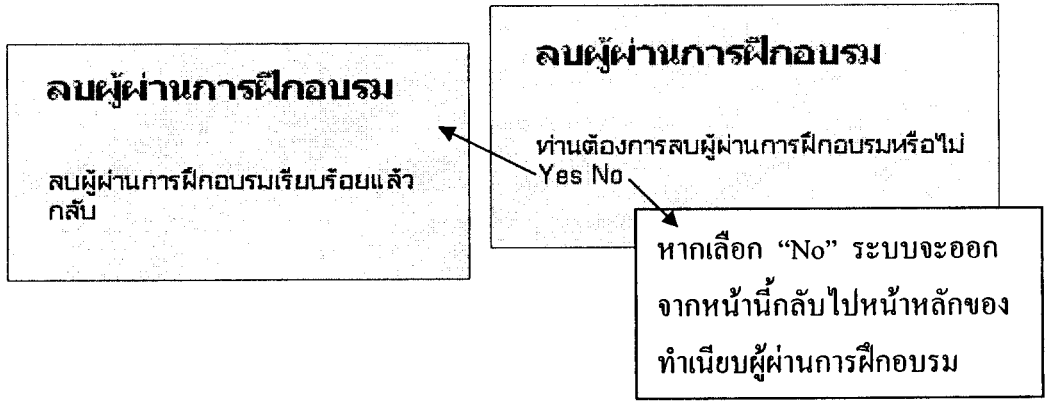 ลบผู้ผ่านการฝึกอบรม
ลบผู้ผ่านการฝึกอบรมเรียบร้อยแล้ว
กลับ
ลบผู้ผ่านการฝึกอบรม
ท่านต้องการลบผู้ผ่านการฝึกอบรมหรือไม่
Yes No
หากเลือก “No” ระบบจะออก
จากหน้านี้กลับไปหน้าหลักของ
ทำเนียบผู้ผ่านการฝึกอบรม